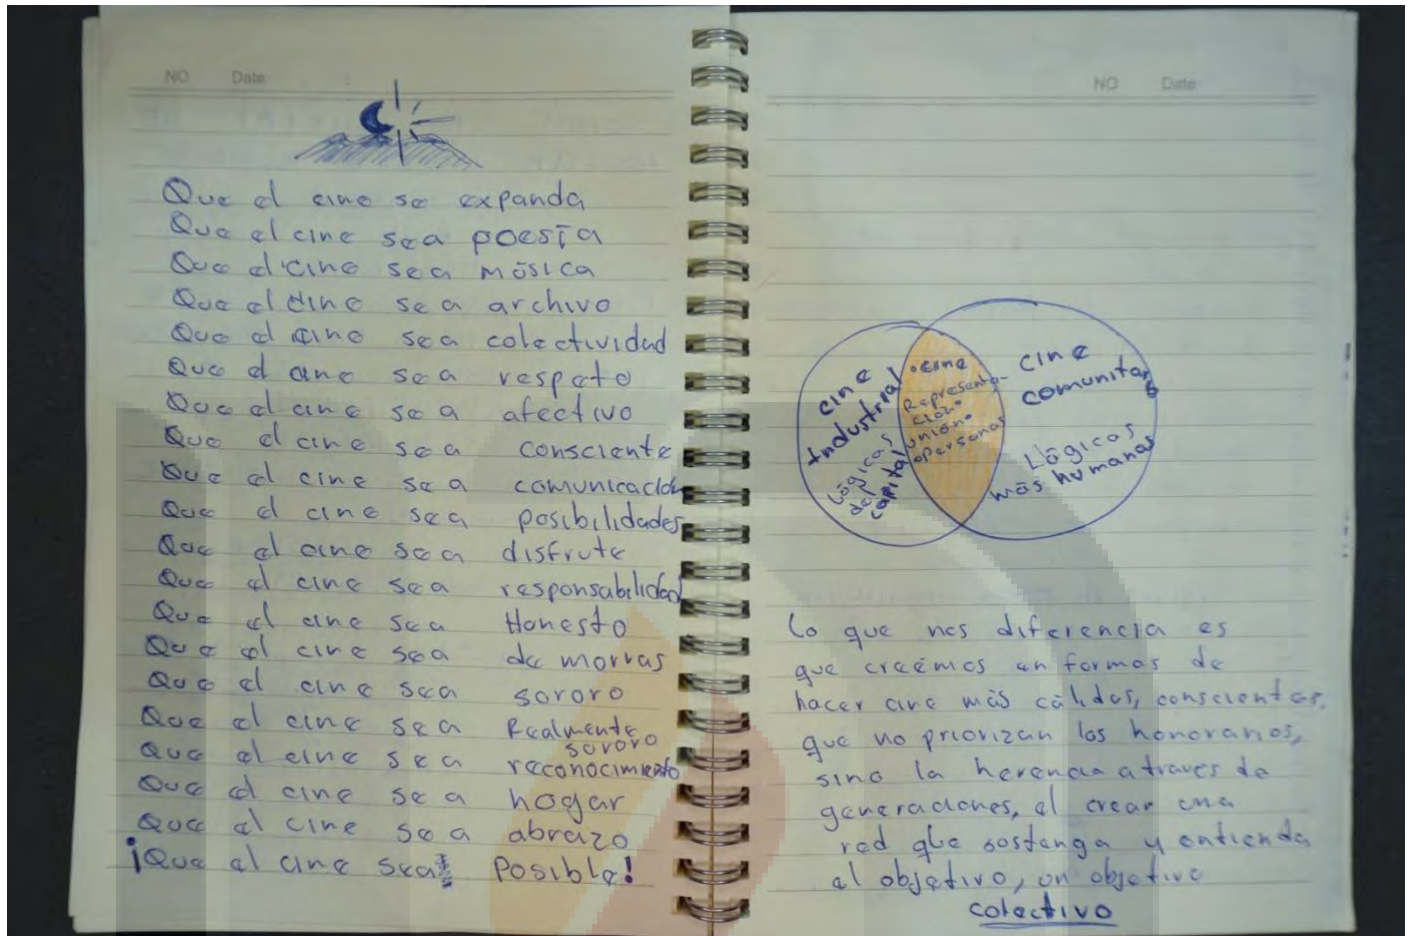 NO Date
Que el cine se expanda
Que el cine sea poesía
Que el cine sea música
Que el cine sea archivo
Que el cine sea colectividad
Que el cine sea respeto
Que el cine sea afectivo
Que el cine sea consciente
Que el cine sea comunicación
Que el cine sea posibilidades
Que el cine sea disfrute
Que el cine sea responsabilidad
Que el cine sea Honesto
Que el cine sea de morras
Que el cine sea sororo
Que el cine sea Realmente
sororo
Que el cine sea reconocimiento
Que el cine sea hogar
Que el cine sea abrazo
¡Que el cine sea Posible!
NO Date
cine
Industrial
Lógicas
del
capital
•cine
Representa-
ción•
unión•
•personas
cine
comunitario
Lógicas
más humanas
Lo que nos diferencia es
que creémos en formas de
hacer cine más cálidas, conscientes,
que no priorizan los honorarios,
sino la herencia a traves de
generaciones, el crear una
red que sostenga y entienda
el objetivo, un objetivo
colectivo